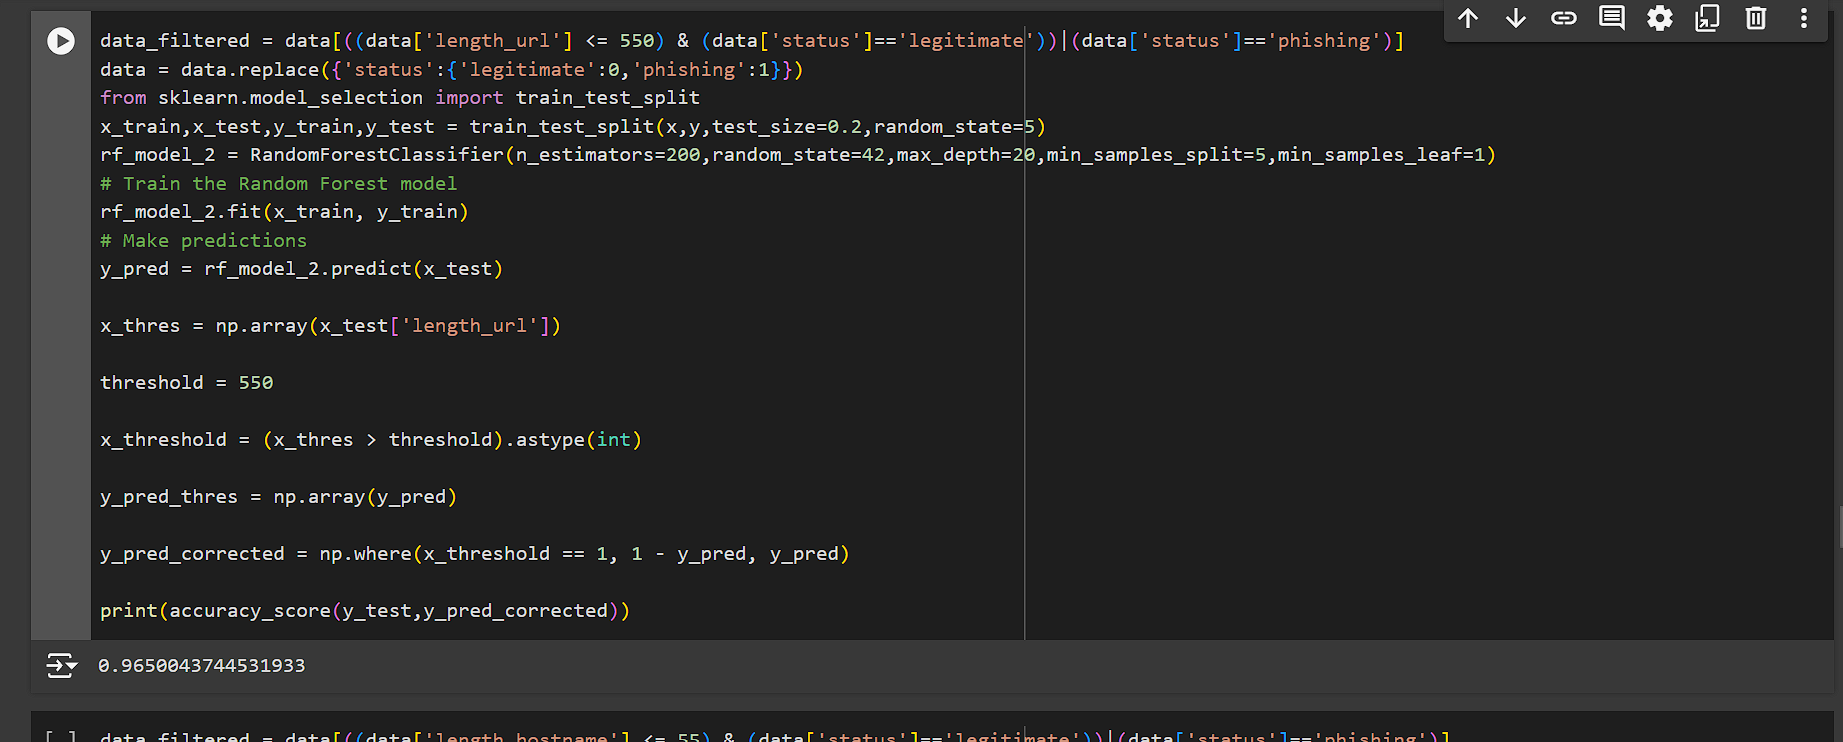 data_filtered = data[((data['length_url'] <= 550) & (data['status']=='legitimate'))|(data['status']=='phishing')]
data = data.replace({'status':{'legitimate':0,'phishing':1}})
from sklearn.model_selection import train_test_split
x_train,x_test,y_train,y_test = train_test_split(x,y,test_size=0.2,random_state=5)
rf_model_2 = RandomForestClassifier(n_estimators=200,random_state=42,max_depth=20,min_samples_split=5,min_samples_leaf=1)
# Train the Random Forest model
rf_model_2.fit(x_train, y_train)
# Make predictions
y_pred = rf_model_2.predict(x_test)
x_thres = np.array(x_test['length_url'])
threshold = 550
x_threshold = (x_thres > threshold).astype(int)
y_pred_thres = np.array(y_pred)
y_pred_corrected = np.where(x_threshold == 1, 1 - y_pred, y_pred)
print(accuracy_score(y_test,y_pred_corrected))
0.9650043744531933
[ ] data_filtered = data[((data['length_hostname'] <= 55) & (data['status']=='legitimate'))|(data['status']=='phishing')]